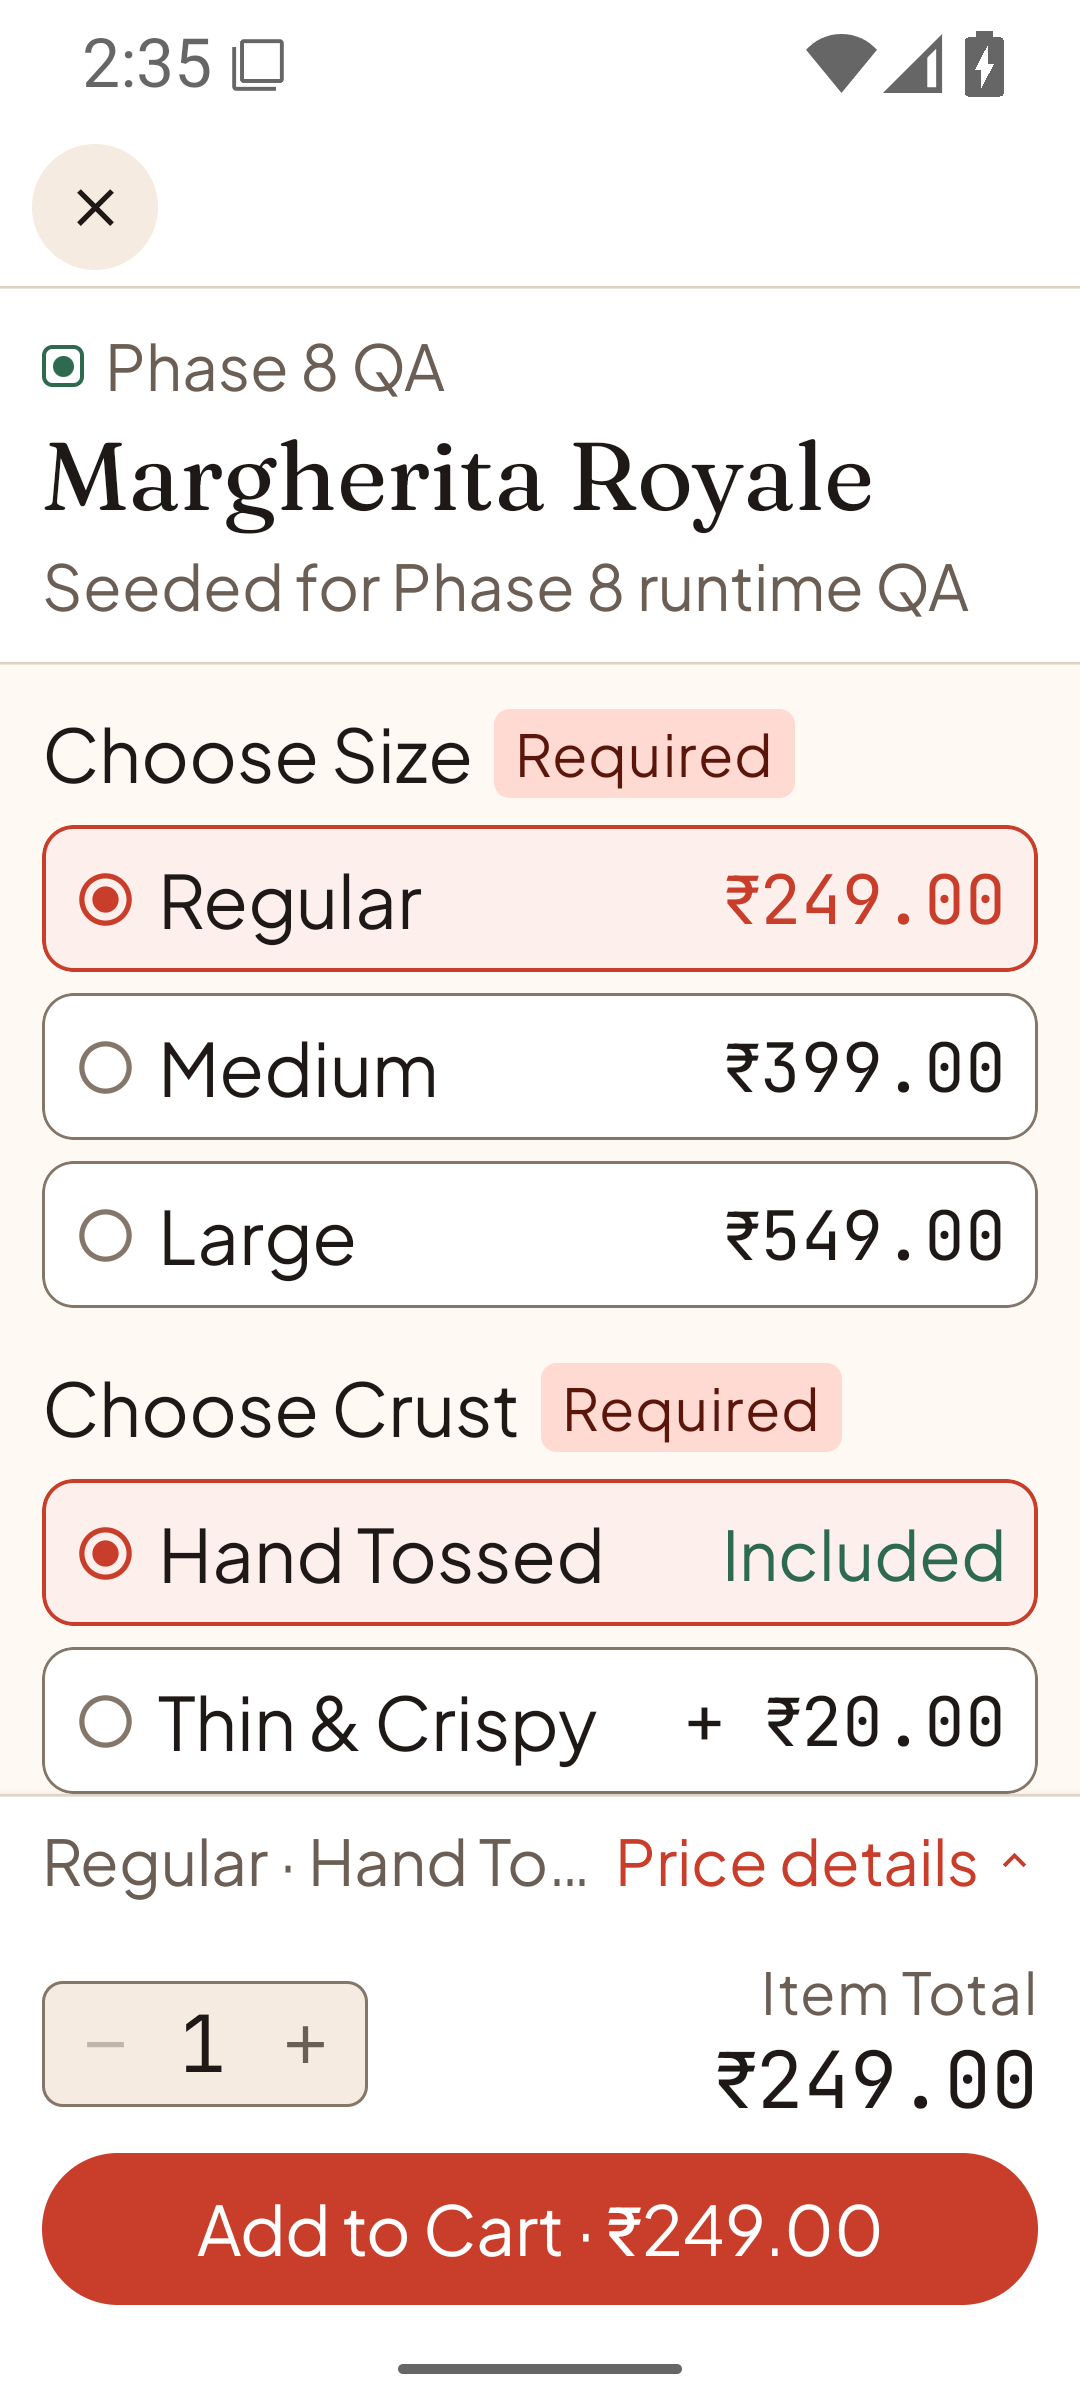 2:35
Phase 8 QA
Margherita Royale
Seeded for Phase 8 runtime QA
Choose Size Required
Regular ₹249.00
Medium ₹399.00
Large ₹549.00
Choose Crust Required
Hand Tossed Included
Thin & Crispy + ₹20.00
Regular · Hand To... Price details
Item Total
− 1 + ₹249.00
Add to Cart · ₹249.00